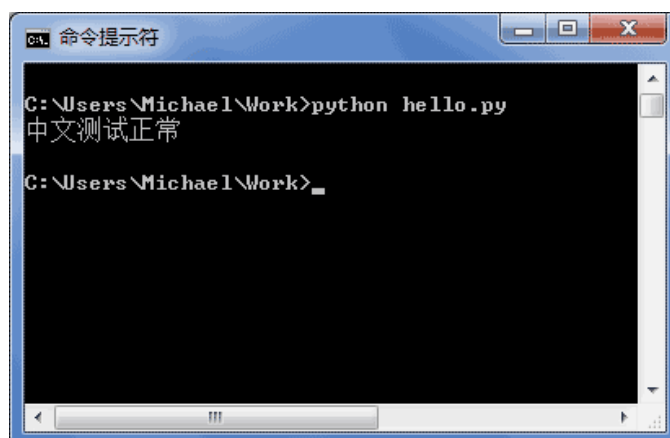 命令提示符
C:\Users\Michael\Work>python hello.py
中文测试正常
C:\Users\Michael\Work>_